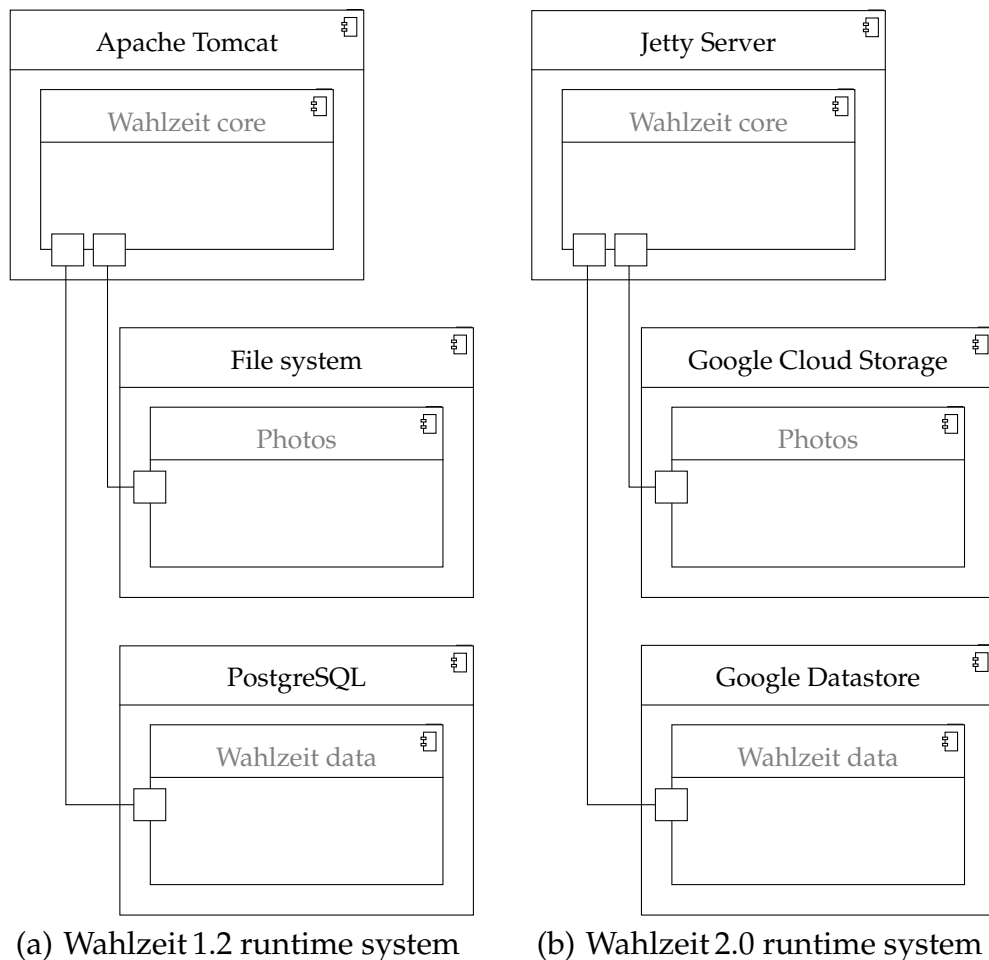 Apache Tomcat
Wahlzeit core
File system
Photos
PostgreSQL
Wahlzeit data
(a) Wahlzeit 1.2 runtime system
Jetty Server
Wahlzeit core
Google Cloud Storage
Photos
Google Datastore
Wahlzeit data
(b) Wahlzeit 2.0 runtime system